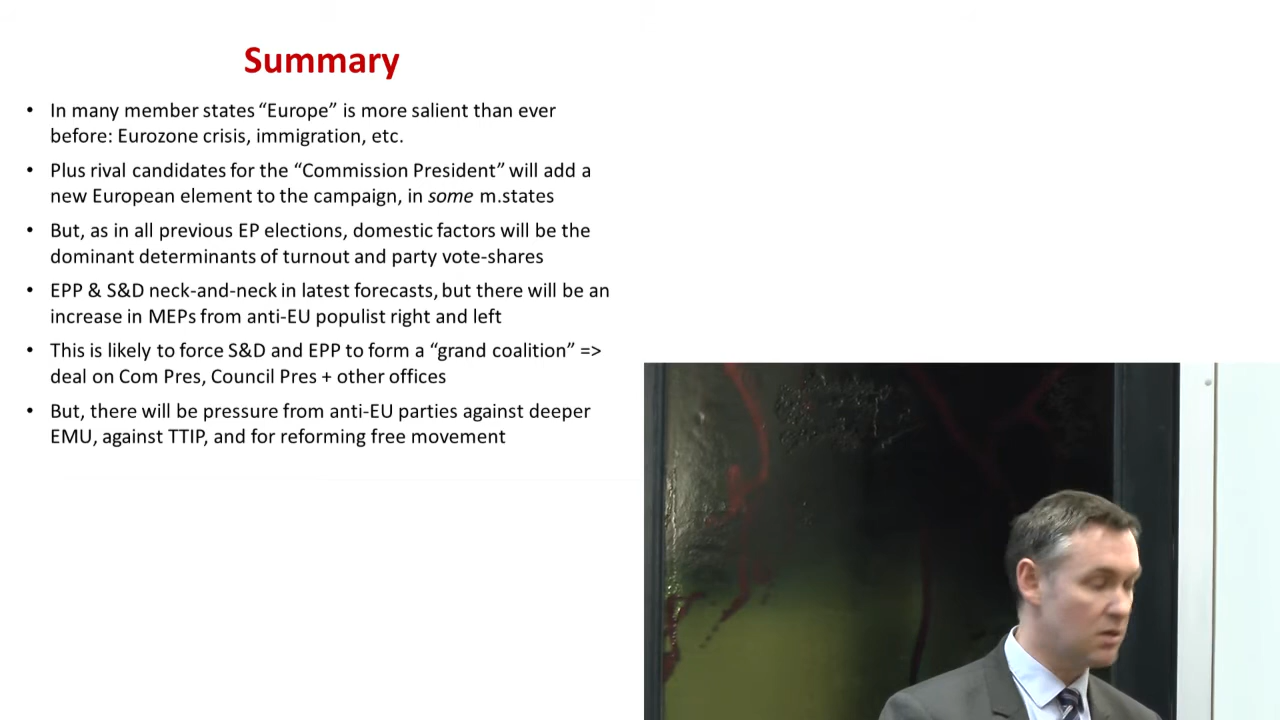 Summary
• In many member states “Europe” is more salient than ever
before: Eurozone crisis, immigration, etc.
• Plus rival candidates for the “Commission President” will add a
new European element to the campaign, in some m.states
• But, as in all previous EP elections, domestic factors will be the
dominant determinants of turnout and party vote-shares
• EPP & S&D neck-and-neck in latest forecasts, but there will be an
increase in MEPs from anti-EU populist right and left
• This is likely to force S&D and EPP to form a “grand coalition” =>
deal on Com Pres, Council Pres + other offices
• But, there will be pressure from anti-EU parties against deeper
EMU, against TTIP, and for reforming free movement